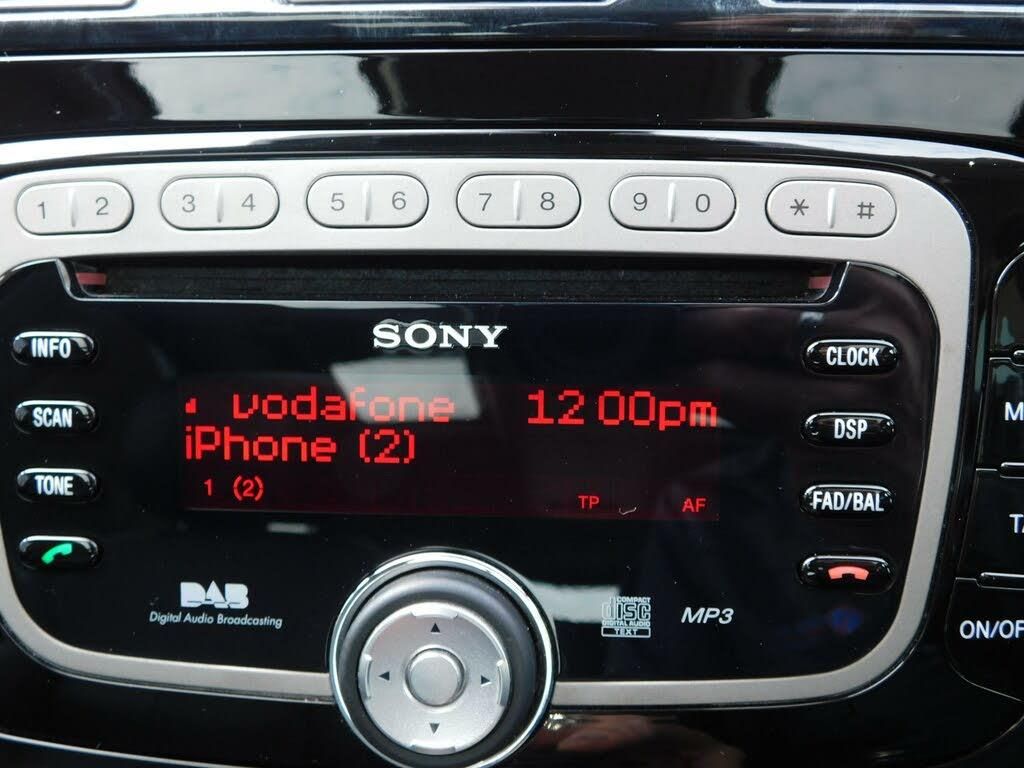 1 2 3 4 5 6 7 8 9 0 * #
SONY
INFO
CLOCK
vodafone 12 00pm
SCAN
DSP
iPhone (2)
TONE
1 (2)
TP
AF
FAD/BAL
DAB
Digital Audio Broadcasting
COMPACT
disc
DIGITAL AUDIO
TEXT
MP3
M
TA
ON/OF